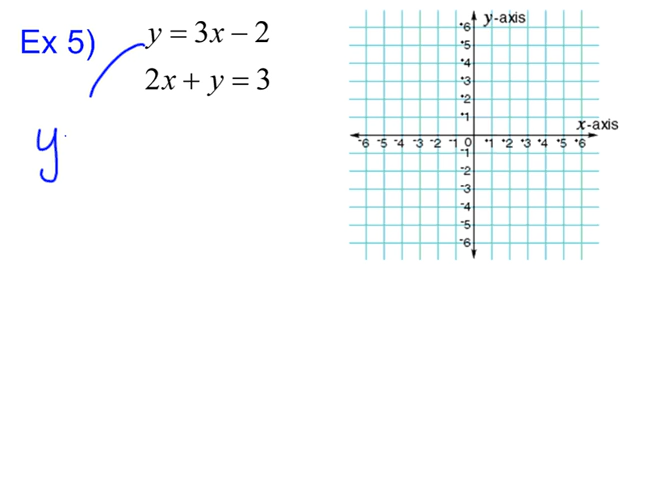 Ex 5)
y = 3x − 2
2x + y = 3
y
y-axis
+6
+5
+4
+3
+2
+1
x-axis
-6 -5 -4 -3 -2 -1 0 +1 +2 +3 +4 +5 +6
-1
-2
-3
-4
-5
-6